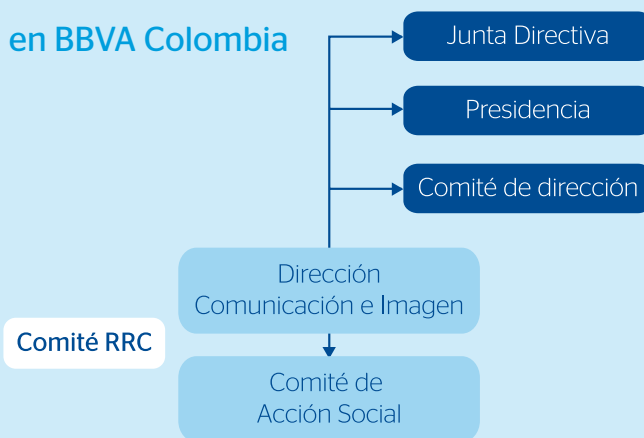 en BBVA Colombia
Junta Directiva
Presidencia
Comité de dirección
Dirección
Comunicación e Imagen
Comité RRC
Comité de
Acción Social